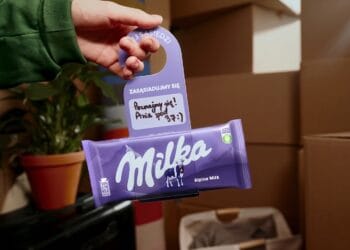 ZASĄSIADUJMY SIĘ
Poznajmy się!
Milka
Alpine Milk